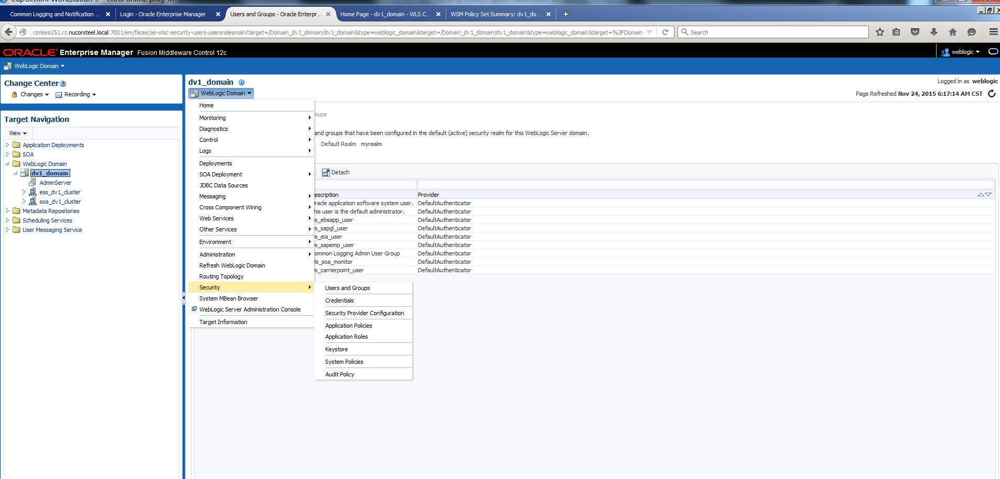 CapGemini Workstation 9 - Citrix online plug-in
Common Logging and Notification ...
Login - Oracle Enterprise Manager
Users and Groups - Oracle Enterpr...
Home Page - dv1_domain - WLS C...
WSM Policy Set Summary: dv1_do...
rzmkea251.rz.nucorsteel.local:7001/em/faces/as-wlsc-security-users-usersrolesmain?target=/Domain_dv1_domain/dv1_domain&type=weblogic_domain&target=/Domain_dv1_domain/dv1_domain&type=weblogic_domain&target=%2FDomain
Search
ORACLE Enterprise Manager Fusion Middleware Control 12c
weblogic
WebLogic Domain
Change Center
Changes
Recording
Target Navigation
View
Application Deployments
SOA
WebLogic Domain
dv1_domain
AdminServer
ess_dv1_cluster
soa_dv1_cluster
Metadata Repositories
Scheduling Services
User Messaging Service
dv1_domain
Logged in as weblogic
WebLogic Domain
Page Refreshed Nov 24, 2015 6:17:14 AM CST
Home
Monitoring
Diagnostics
Control
Logs
Deployments
SOA Deployment
JDBC Data Sources
Messaging
Cross Component Wiring
Web Services
Other Services
Environment
Administration
Refresh WebLogic Domain
Routing Topology
Security
System MBean Browser
WebLogic Server Administration Console
Target Information
Users and Groups
Credentials
Security Provider Configuration
Application Policies
Application Roles
Keystore
System Policies
Audit Policy
oups
and groups that have been configured in the default (active) security realm for this WebLogic Server domain.
Default Realm myrealm
Detach
escription Provider
racle application software system user. DefaultAuthenticator
his user is the default administrator. DefaultAuthenticator
s_ebsapp_user DefaultAuthenticator
s_sapgl_user DefaultAuthenticator
s_eia_user DefaultAuthenticator
s_sapemp_user DefaultAuthenticator
ommon Logging Admin User Group DefaultAuthenticator
ls_soa_monitor DefaultAuthenticator
s_carrierpoint_user DefaultAuthenticator